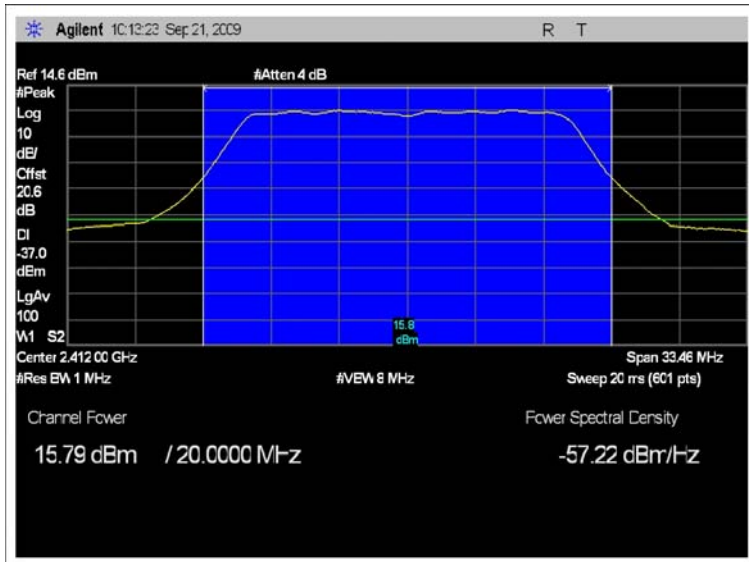 Agilent 10:13:23 Sep 21, 2009 R T
Ref 14.6 dBm #Atten 4 dB
#Peak
Log
10
dB/
Offst
20.6
dB
DI
-37.0
dBm
LgAv
100
W1 S2
15.8
dBm
Center 2.412 00 GHz Span 33.46 MHz
#Res BW 1 MHz #VBW 8 MHz Sweep 20 ms (601 pts)
Channel Power Power Spectral Density
15.79 dBm / 20.0000 MHz -57.22 dBm/Hz